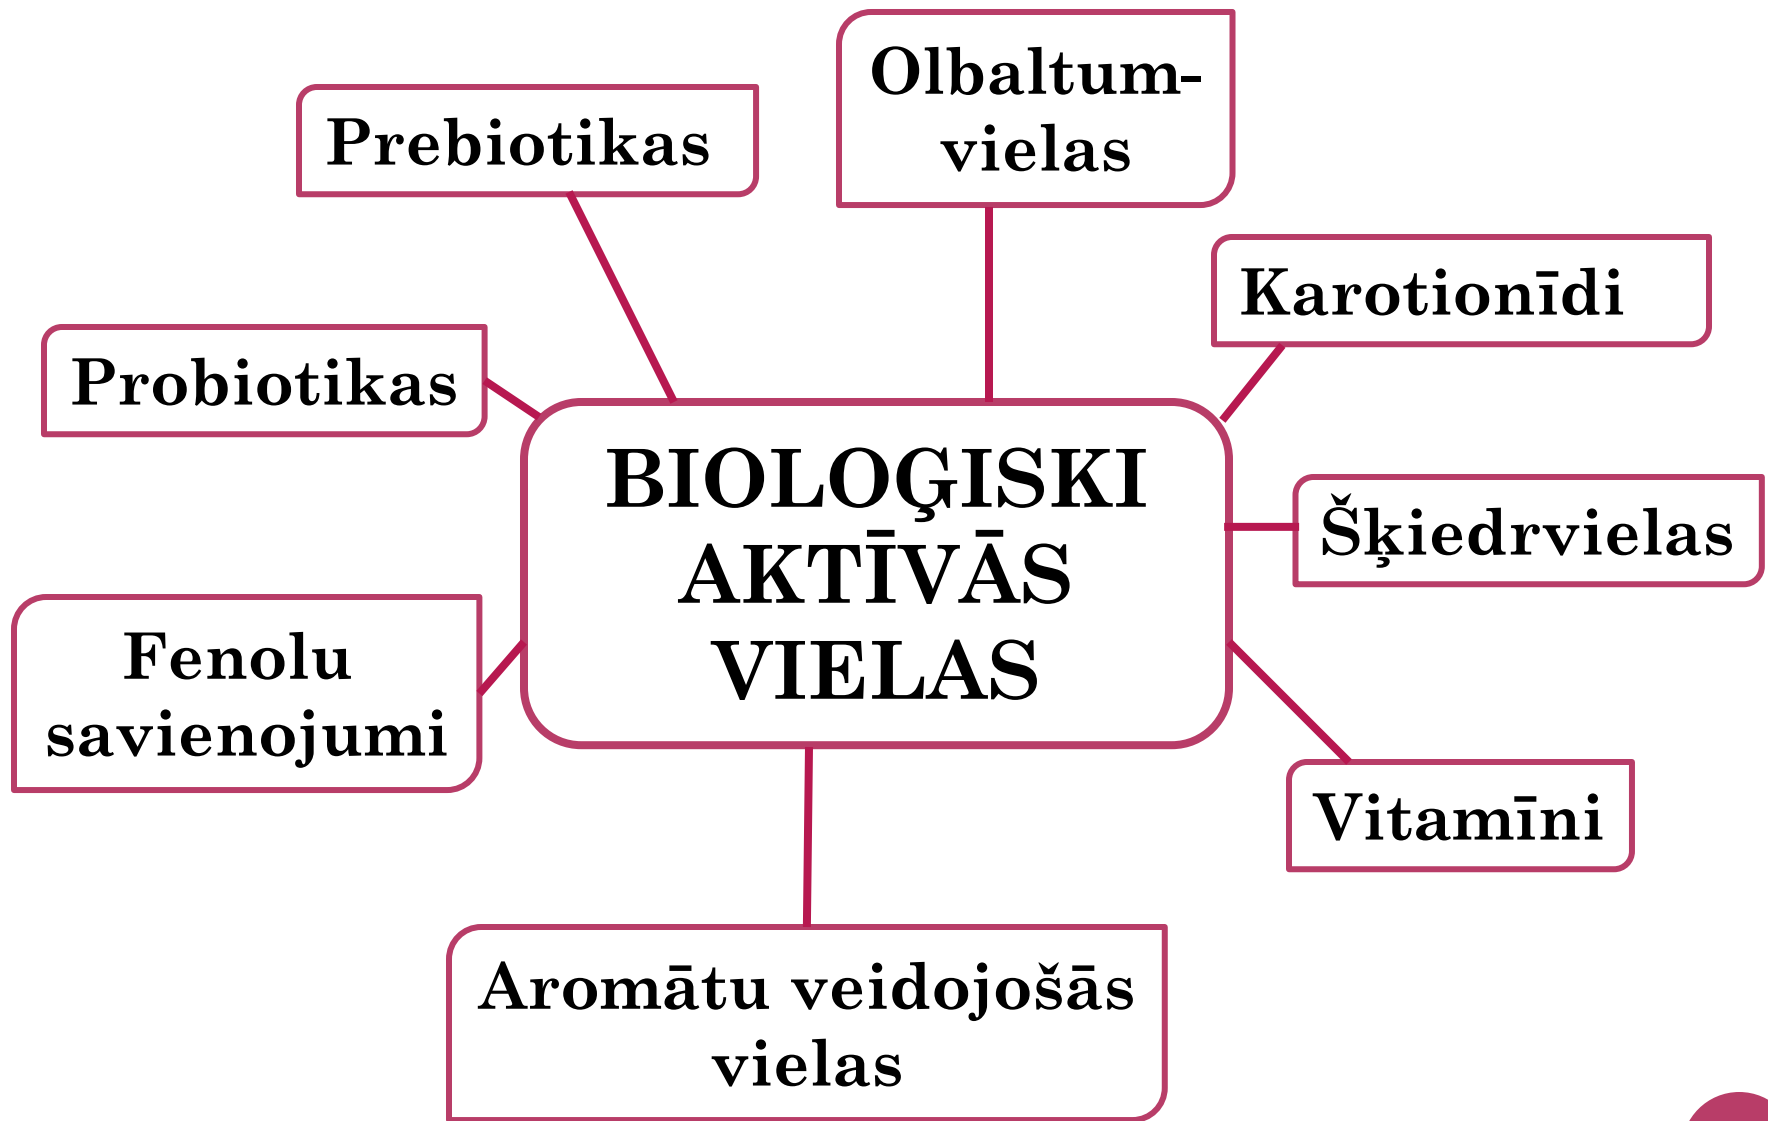 Olbaltum-
vielas
Prebiotikas
Karotionīdi
Probiotikas
BIOLOĢISKI
AKTĪVĀS
VIELAS
Šķiedrvielas
Fenolu
savienojumi
Vitamīni
Aromātu veidojošās
vielas